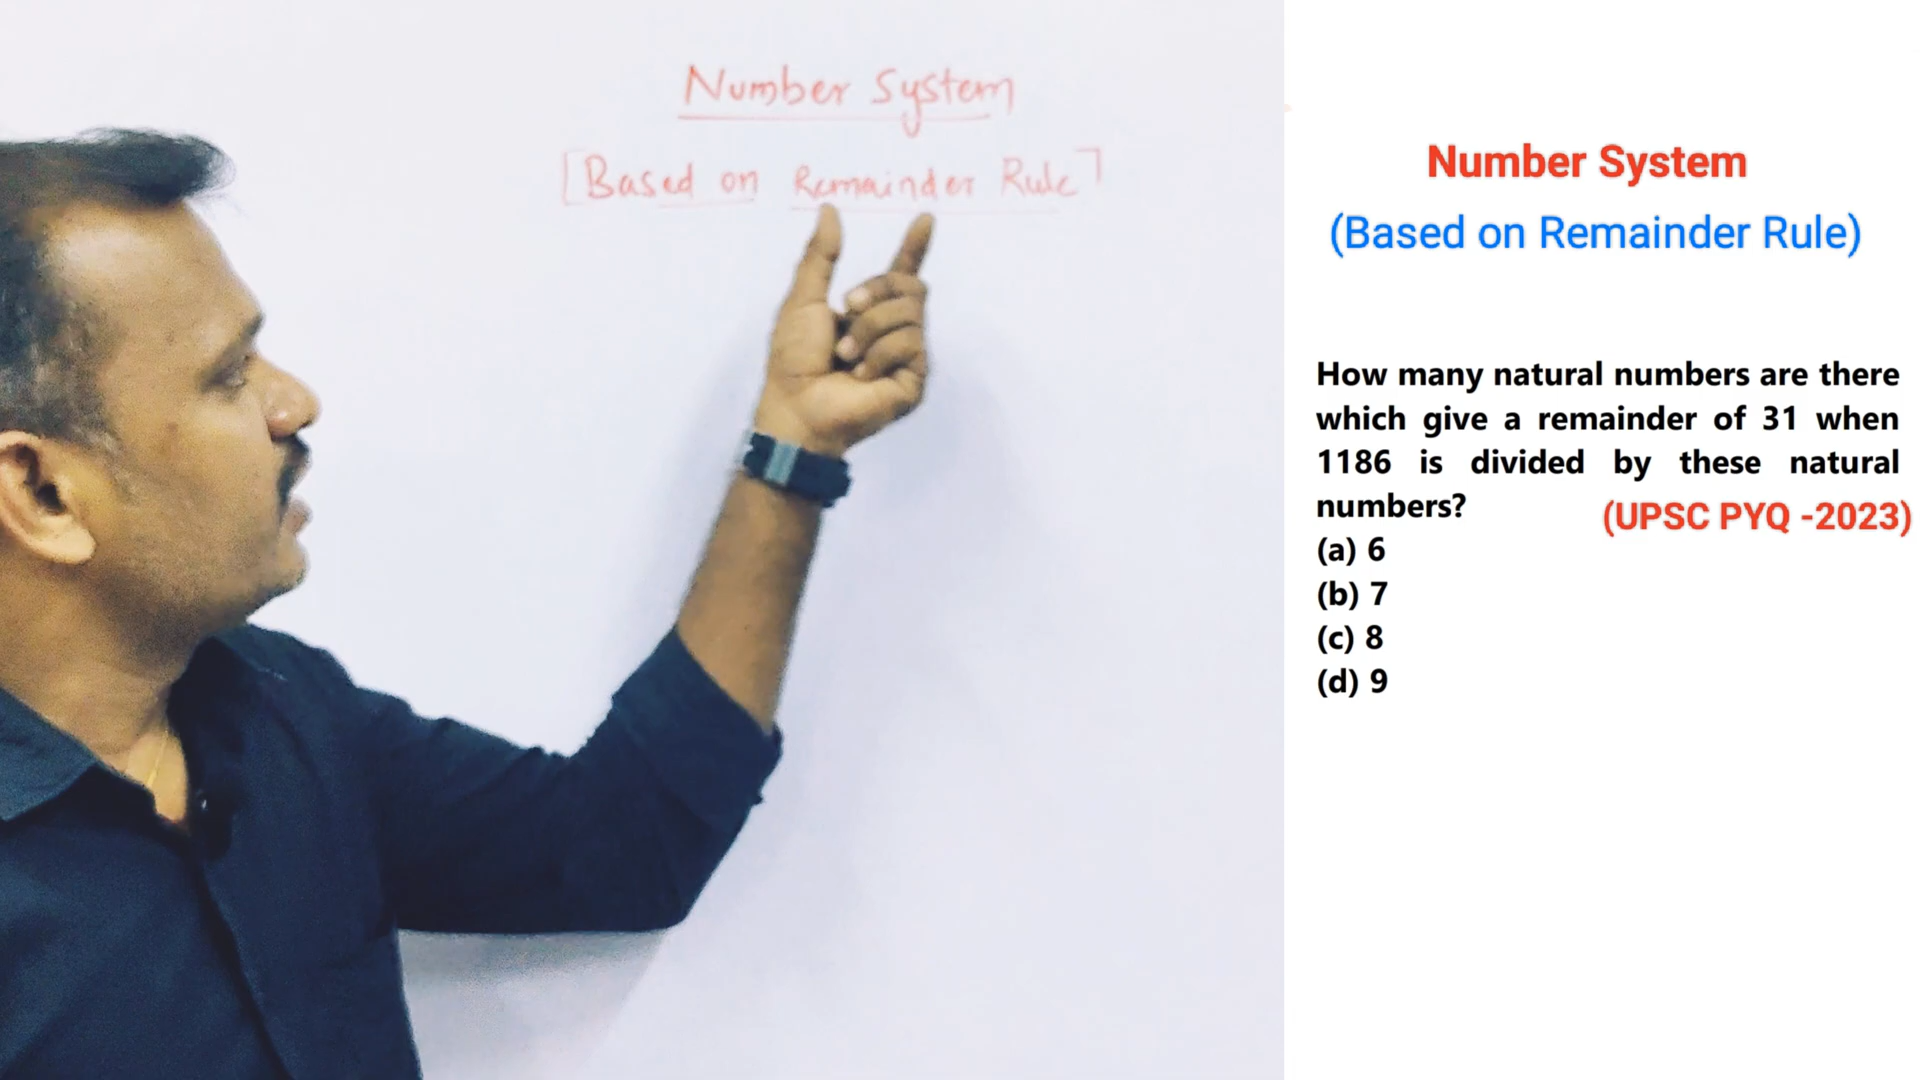 Number System
[Based on Remainder Rule]
Number System
(Based on Remainder Rule)
How many natural numbers are there
which give a remainder of 31 when
1186 is divided by these natural
numbers?
(UPSC PYQ -2023)
(a) 6
(b) 7
(c) 8
(d) 9